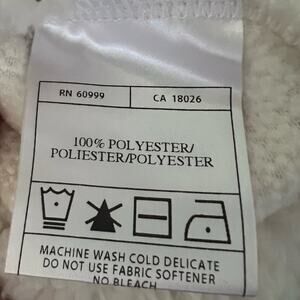 RN 60999 CA 18026
100% POLYESTER/
POLIESTER/POLYESTER
MACHINE WASH COLD DELICATE
DO NOT USE FABRIC SOFTENER
NO BLEACH